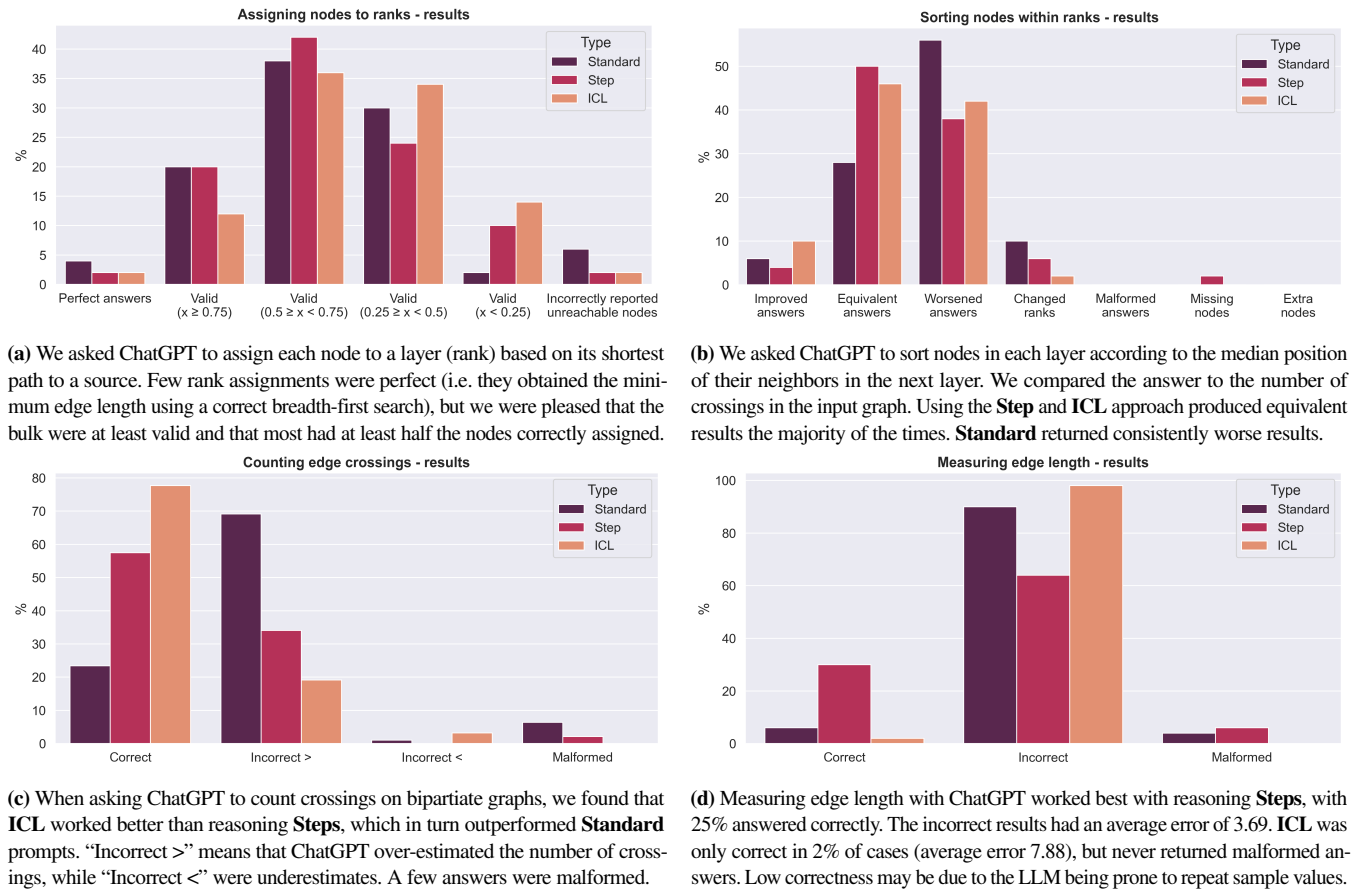 Assigning nodes to ranks - results
%
40
35
30
25
20
15
10
5
0
Type
Standard
Step
ICL
Perfect answers
Valid
(x ≥ 0.75)
Valid
(0.5 ≥ x < 0.75)
Valid
(0.25 ≥ x < 0.5)
Valid
(x < 0.25)
Incorrectly reported
unreachable nodes
(a) We asked ChatGPT to assign each node to a layer (rank) based on its shortest
path to a source. Few rank assignments were perfect (i.e. they obtained the mini-
mum edge length using a correct breadth-first search), but we were pleased that the
bulk were at least valid and that most had at least half the nodes correctly assigned.
Sorting nodes within ranks - results
%
50
40
30
20
10
0
Type
Standard
Step
ICL
Improved
answers
Equivalent
answers
Worsened
answers
Changed
ranks
Malformed
answers
Missing
nodes
Extra
nodes
(b) We asked ChatGPT to sort nodes in each layer according to the median position
of their neighbors in the next layer. We compared the answer to the number of
crossings in the input graph. Using the Step and ICL approach produced equivalent
results the majority of the times. Standard returned consistently worse results.
Counting edge crossings - results
%
80
70
60
50
40
30
20
10
0
Type
Standard
Step
ICL
Correct
Incorrect >
Incorrect <
Malformed
(c) When asking ChatGPT to count crossings on bipartiate graphs, we found that
ICL worked better than reasoning Steps, which in turn outperformed Standard
prompts. “Incorrect >” means that ChatGPT over-estimated the number of cross-
ings, while “Incorrect <” were underestimates. A few answers were malformed.
Measuring edge length - results
%
100
80
60
40
20
0
Type
Standard
Step
ICL
Correct
Incorrect
Malformed
(d) Measuring edge length with ChatGPT worked best with reasoning Steps, with
25% answered correctly. The incorrect results had an average error of 3.69. ICL was
only correct in 2% of cases (average error 7.88), but never returned malformed an-
swers. Low correctness may be due to the LLM being prone to repeat sample values.